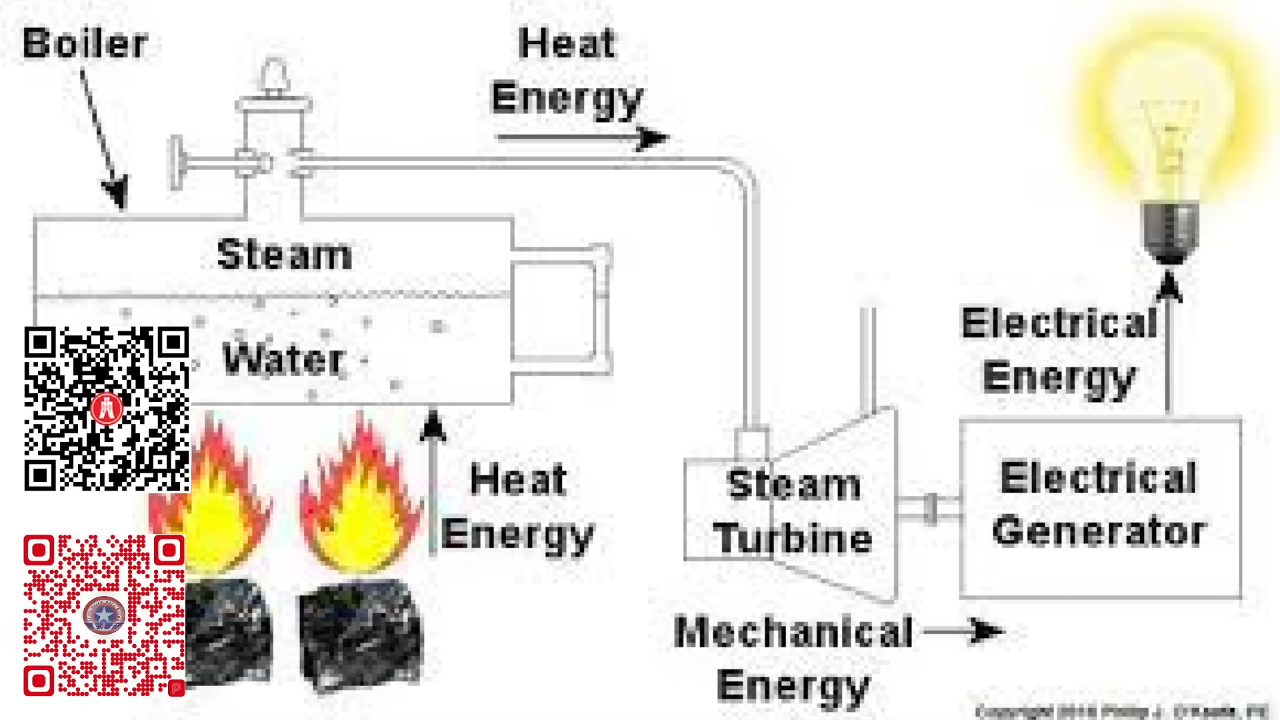 Boiler
Heat
Energy
Steam
Water
Heat
Energy
Steam
Turbine
Mechanical
Energy
Electrical
Generator
Electrical
Energy